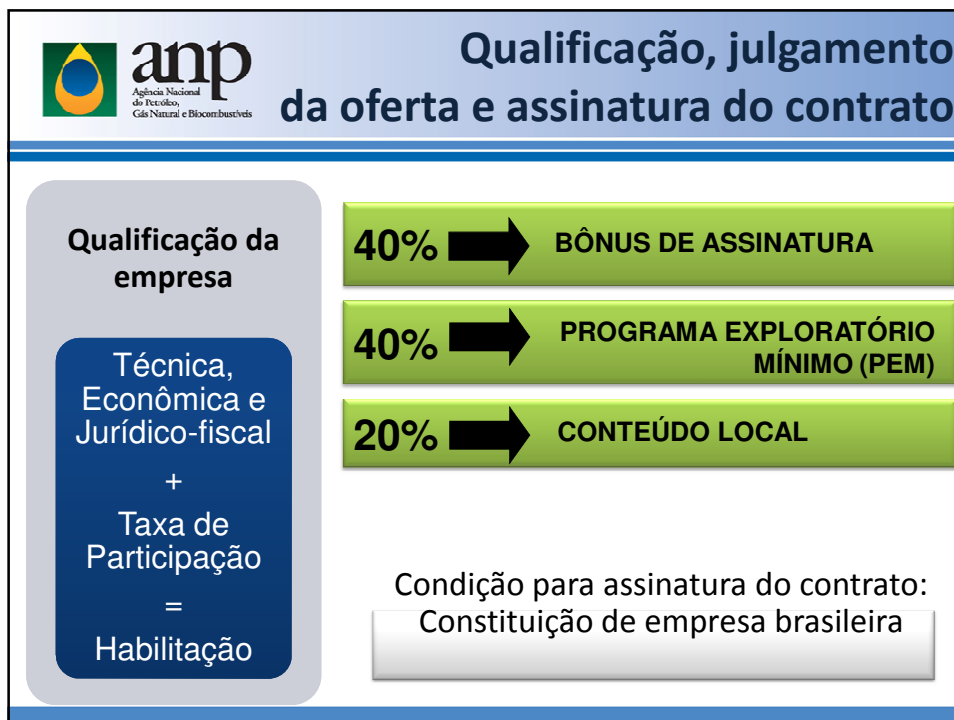 anp
Agência Nacional
do Petróleo,
Gás Natural e Biocombustíveis
Qualificação, julgamento
da oferta e assinatura do contrato
Qualificação da
empresa
Técnica,
Econômica e
Jurídico-fiscal
+
Taxa de
Participação
=
Habilitação
40% BÔNUS DE ASSINATURA
40% PROGRAMA EXPLORATÓRIO
MÍNIMO (PEM)
20% CONTEÚDO LOCAL
Condição para assinatura do contrato:
Constituição de empresa brasileira